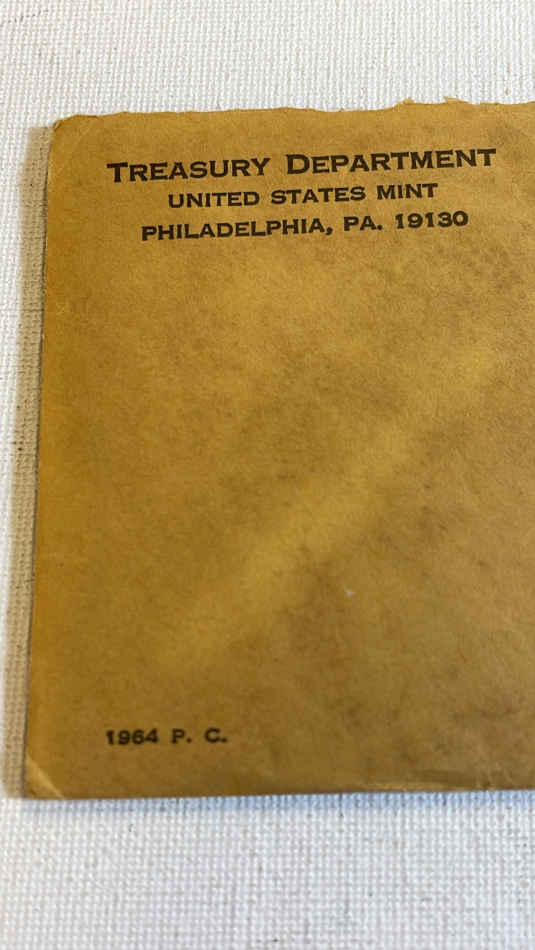 TREASURY DEPARTMENT
UNITED STATES MINT
PHILADELPHIA, PA. 19130
1964 P. C.